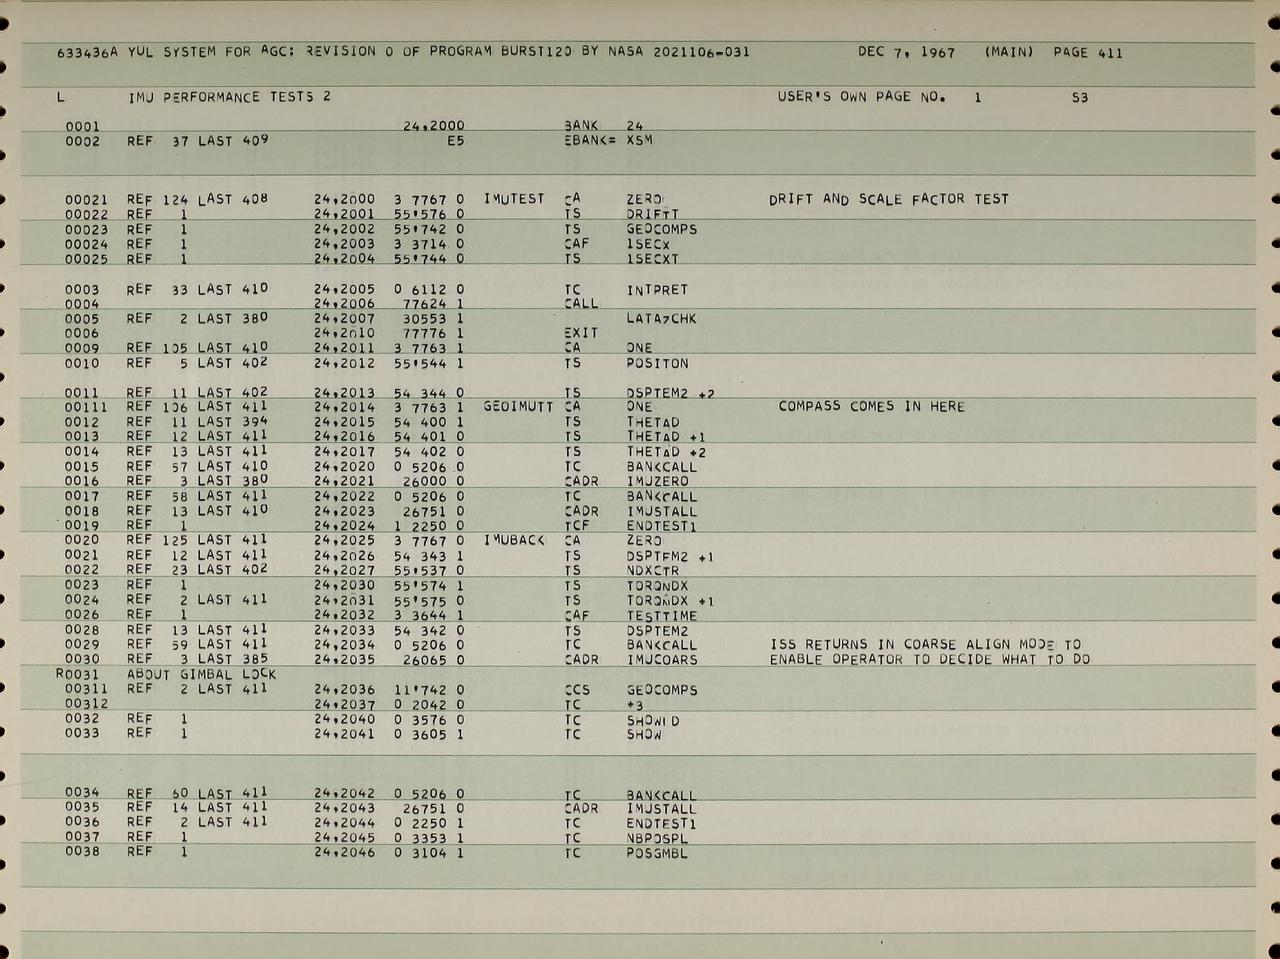 633436A YUL SYSTEM FOR AGC: REVISION 0 OF PROGRAM BURST120 BY NASA 2021106-031 DEC 7, 1967 (MAIN) PAGE 411
L IMU PERFORMANCE TESTS 2 USER'S OWN PAGE NO. 1 S3
0001 24,2000 BANK 24
0002 REF 37 LAST 409 E5 EBANK= XSM
00021 REF 124 LAST 408 24,2000 3 7767 0 IMUTEST CA ZERO DRIFT AND SCALE FACTOR TEST
00022 REF 1 24,2001 55'576 0 TS DRIFTT
00023 REF 1 24,2002 55'742 0 TS GEOCOMPS
00024 REF 1 24,2003 3 3714 0 CAF 1SECX
00025 REF 1 24,2004 55'744 0 TS 1SECXT
0003 REF 33 LAST 410 24,2005 0 6112 0 TC INTPRET
0004 24,2006 77624 1 CALL
0005 REF 2 LAST 380 24,2007 30553 1 LATAZCHK
0006 24,2010 77776 1 EXIT
0009 REF 105 LAST 410 24,2011 3 7763 1 CA ONE
0010 REF 5 LAST 402 24,2012 55'544 1 TS POSITON
0011 REF 11 LAST 402 24,2013 54 344 0 TS DSPTEM2 +2
00111 REF 106 LAST 411 24,2014 3 7763 1 GEOIMUTT CA ONE COMPASS COMES IN HERE
0012 REF 11 LAST 394 24,2015 54 400 1 TS THETAD
0013 REF 12 LAST 411 24,2016 54 401 0 TS THETAD +1
0014 REF 13 LAST 411 24,2017 54 402 0 TS THETAD +2
0015 REF 57 LAST 410 24,2020 0 5206 0 TC BANKCALL
0016 REF 3 LAST 380 24,2021 26000 0 CADR IMUZERO
0017 REF 58 LAST 411 24,2022 0 5206 0 TC BANKCALL
0018 REF 13 LAST 410 24,2023 26751 0 CADR IMUSTALL
0019 REF 1 24,2024 1 2250 0 TCF ENDTEST1
0020 REF 125 LAST 411 24,2025 3 7767 0 IMUBACK CA ZERO
0021 REF 12 LAST 411 24,2026 54 343 1 TS DSPTEM2 +1
0022 REF 23 LAST 402 24,2027 55'537 0 TS NDXCTR
0023 REF 1 24,2030 55'574 1 TS TORQNDX
0024 REF 2 LAST 411 24,2031 55'575 0 TS TORQNDX +1
0026 REF 1 24,2032 3 3644 1 CAF TESTTIME
0028 REF 13 LAST 411 24,2033 54 342 0 TS DSPTEM2
0029 REF 59 LAST 411 24,2034 0 5206 0 TC BANKCALL ISS RETURNS IN COARSE ALIGN MODE TO
0030 REF 3 LAST 385 24,2035 26065 0 CADR IMUCOARS ENABLE OPERATOR TO DECIDE WHAT TO DO
R0031 ABOUT GIMBAL LOCK
00311 REF 2 LAST 411 24,2036 11'742 0 CCS GEOCOMPS
00312 24,2037 0 2042 0 TC +3
0032 REF 1 24,2040 0 3576 0 TC SHOWLD
0033 REF 1 24,2041 0 3605 1 TC SHOW
0034 REF 60 LAST 411 24,2042 0 5206 0 TC BANKCALL
0035 REF 14 LAST 411 24,2043 26751 0 CADR IMUSTALL
0036 REF 2 LAST 411 24,2044 0 2250 1 TC ENDTEST1
0037 REF 1 24,2045 0 3353 1 TC NBPOSPL
0038 REF 1 24,2046 0 3104 1 TC POSGMBL